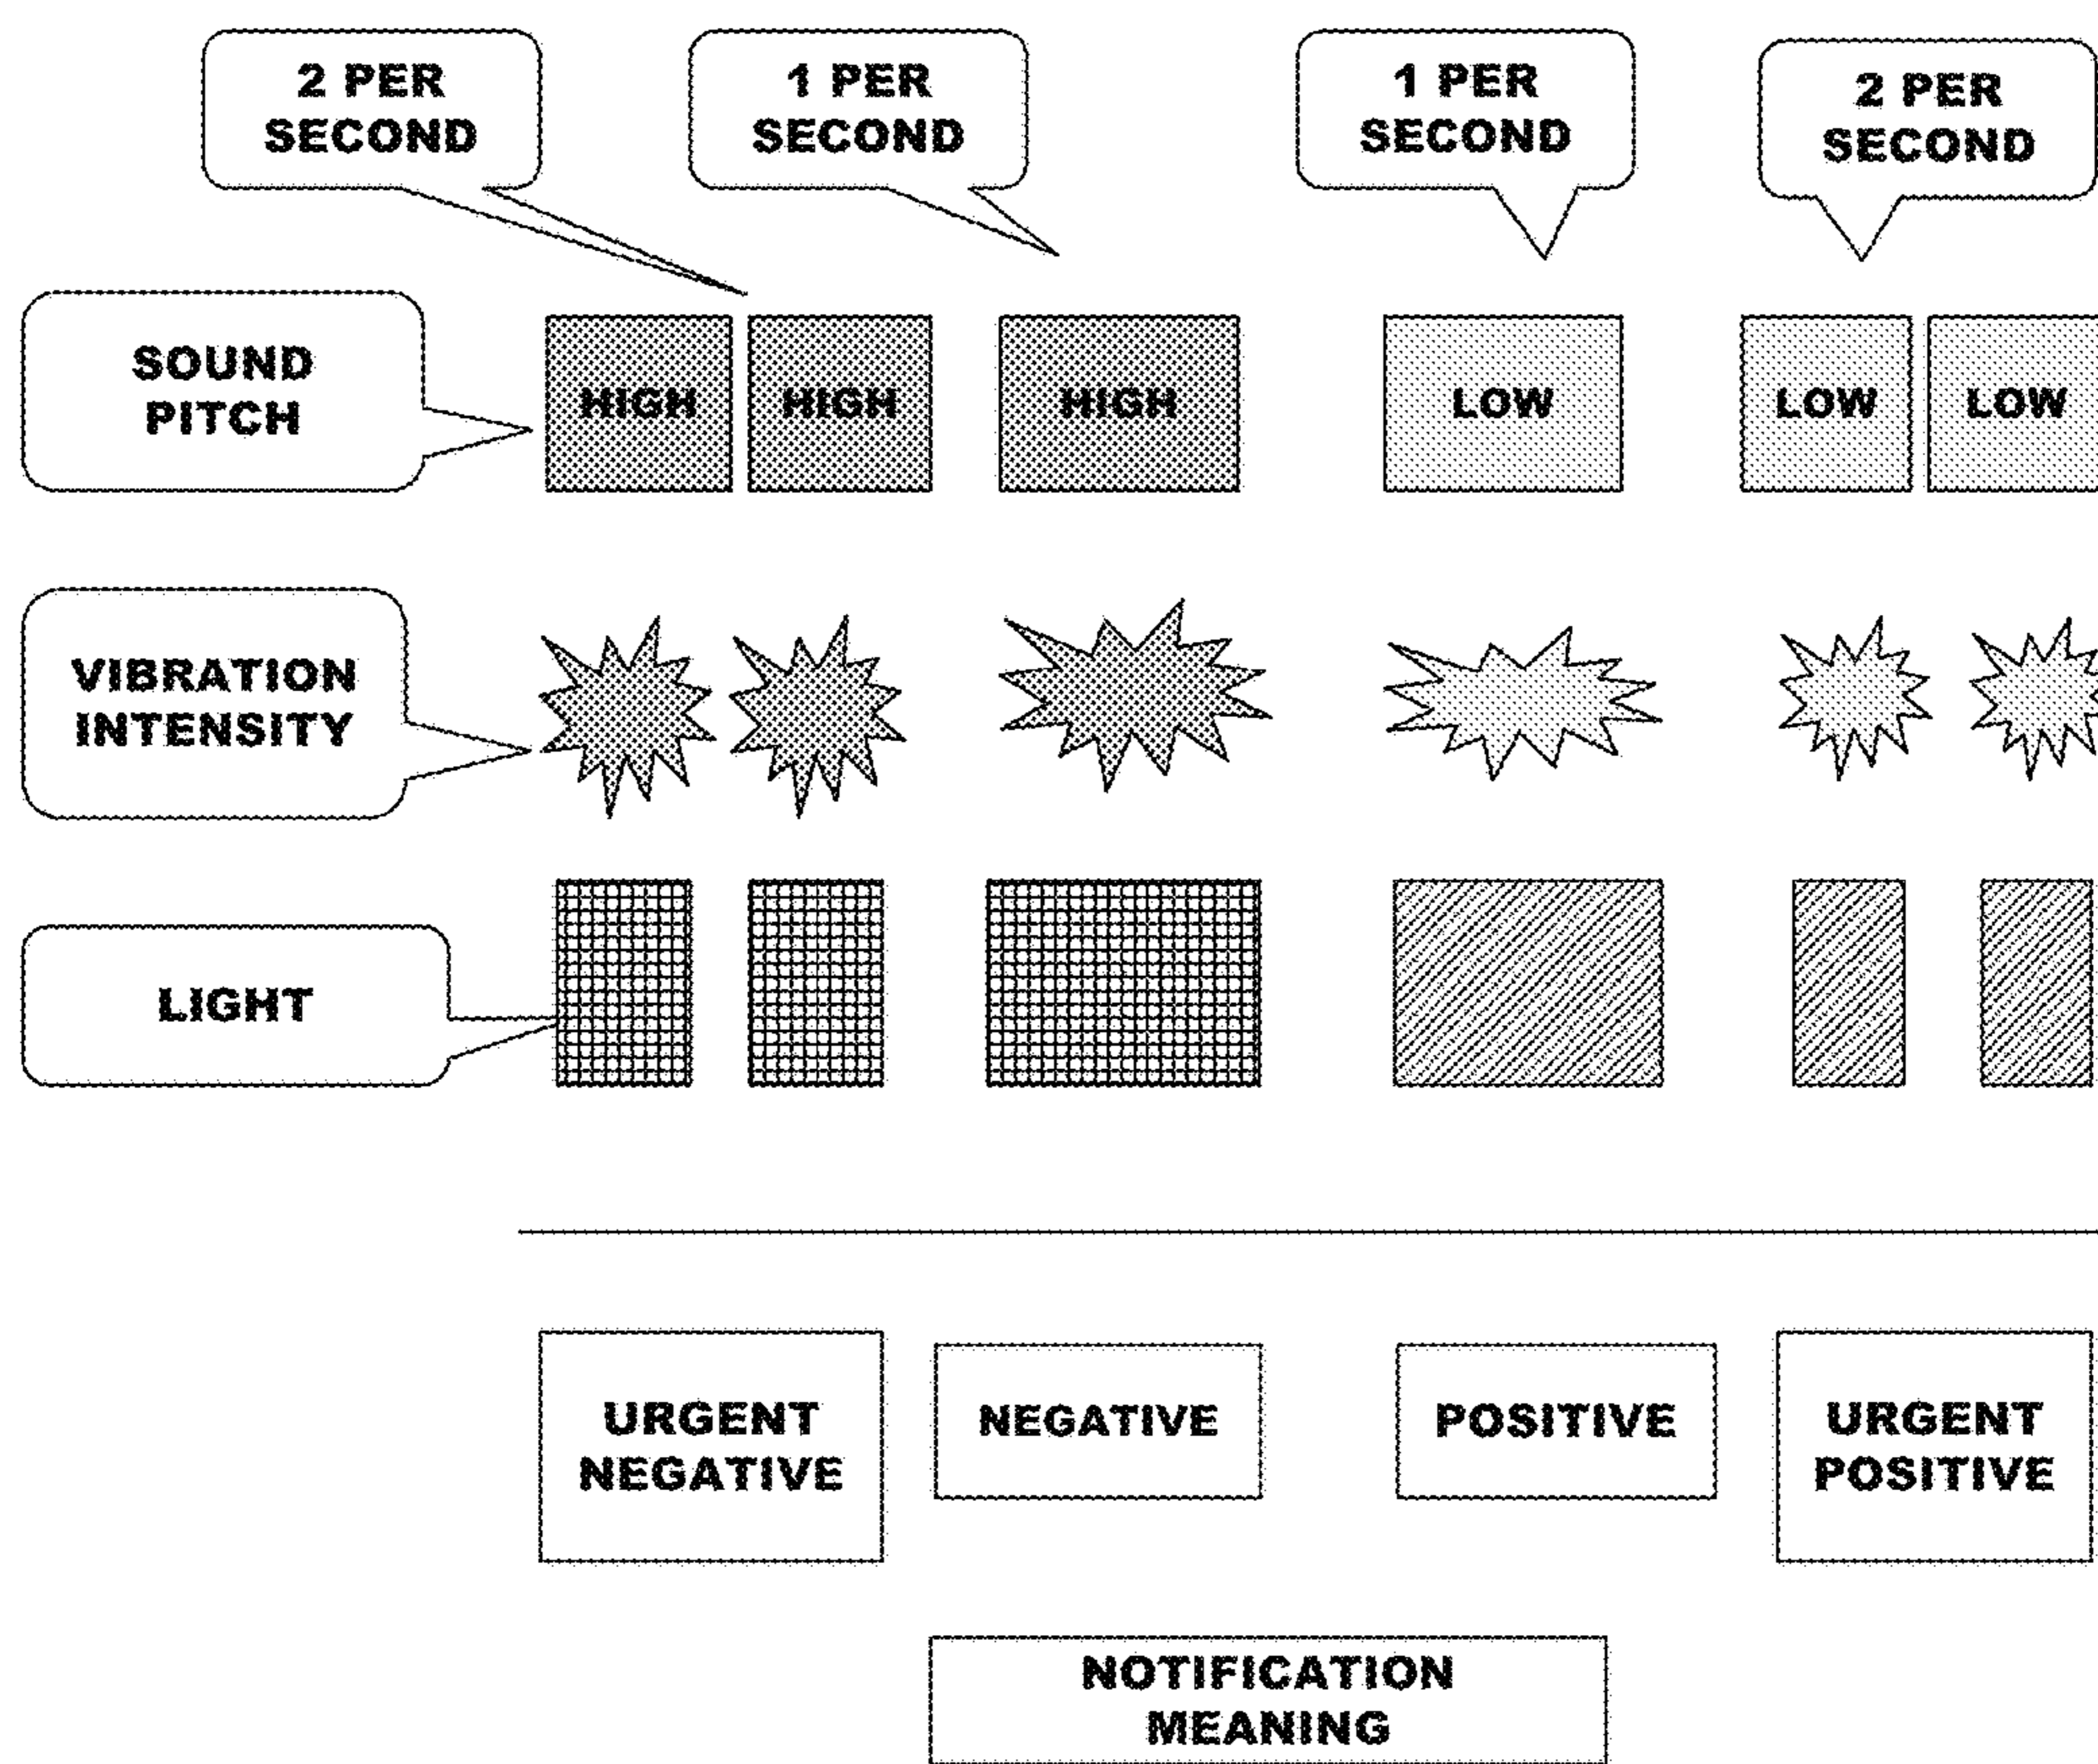 2 PER
SECOND
1 PER
SECOND
1 PER
SECOND
2 PER
SECOND
SOUND
PITCH
HIGH
HIGH
HIGH
LOW
LOW
LOW
VIBRATION
INTENSITY
LIGHT
URGENT
NEGATIVE
NEGATIVE
POSITIVE
URGENT
POSITIVE
NOTIFICATION
MEANING